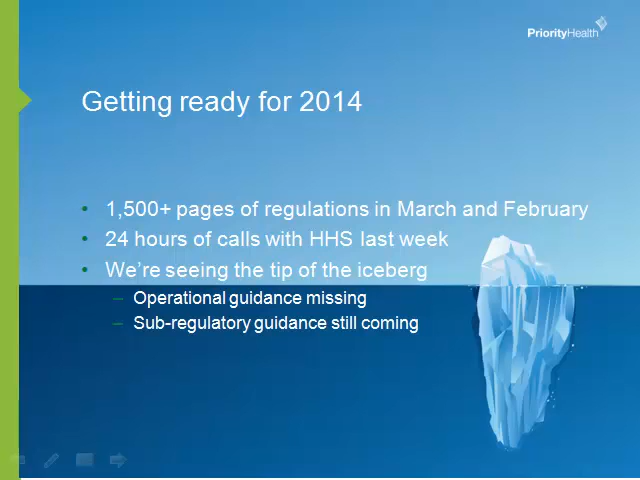 PriorityHealth
Getting ready for 2014
• 1,500+ pages of regulations in March and February
• 24 hours of calls with HHS last week
• We're seeing the tip of the iceberg
– Operational guidance missing
– Sub-regulatory guidance still coming